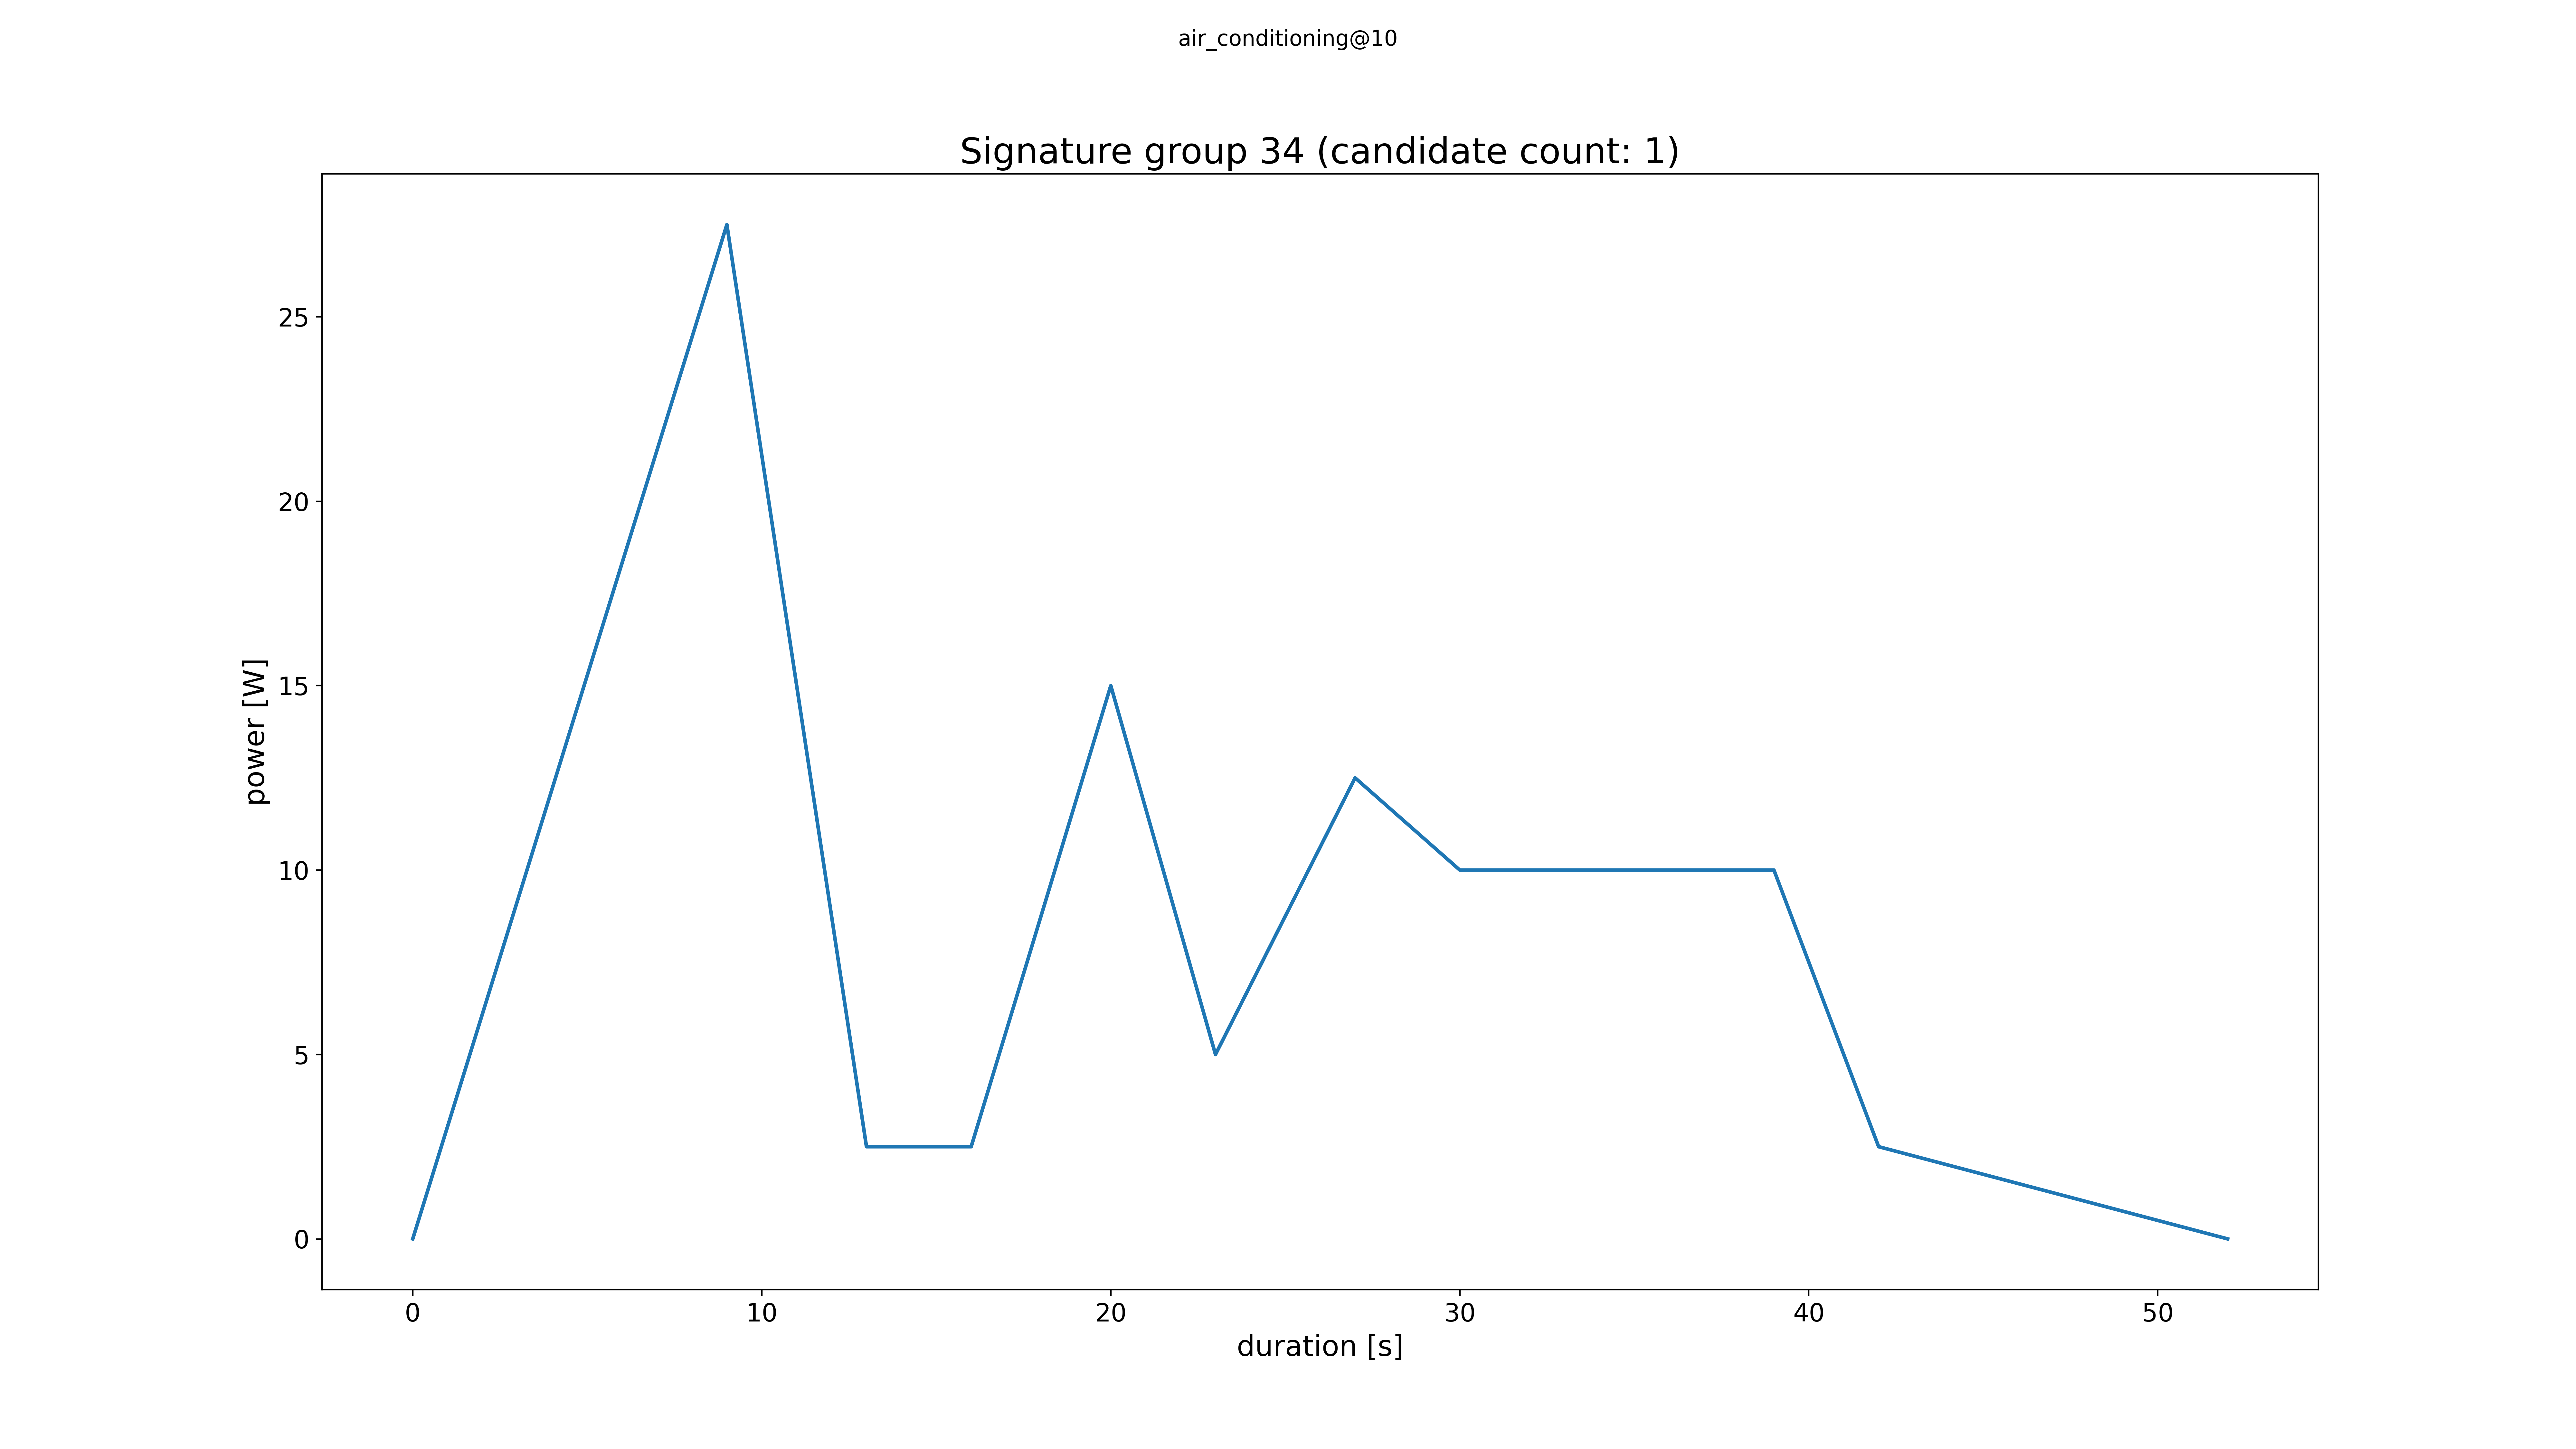 air_conditioning@10
Signature group 34 (candidate count: 1)
power [W]
25
20
15
10
5
0
0 10 20 30 40 50
duration [s]